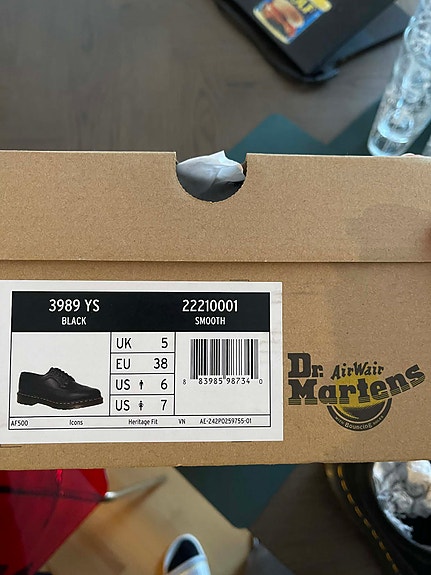 3989 YS 22210001
BLACK SMOOTH
UK 5
EU 38
US 6
US 7
8 83985 98734 0
AF500 Icons Heritage Fit VN AE-Z42P0259755-01
Dr. AirWair
Martens